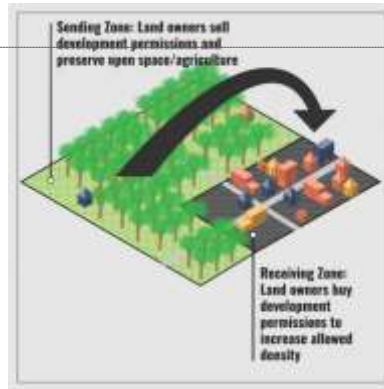 Sending Zone: Land owners sell
development permissions and
preserve open space/agriculture
Receiving Zone:
Land owners buy
development
permissions to
increase allowed
density